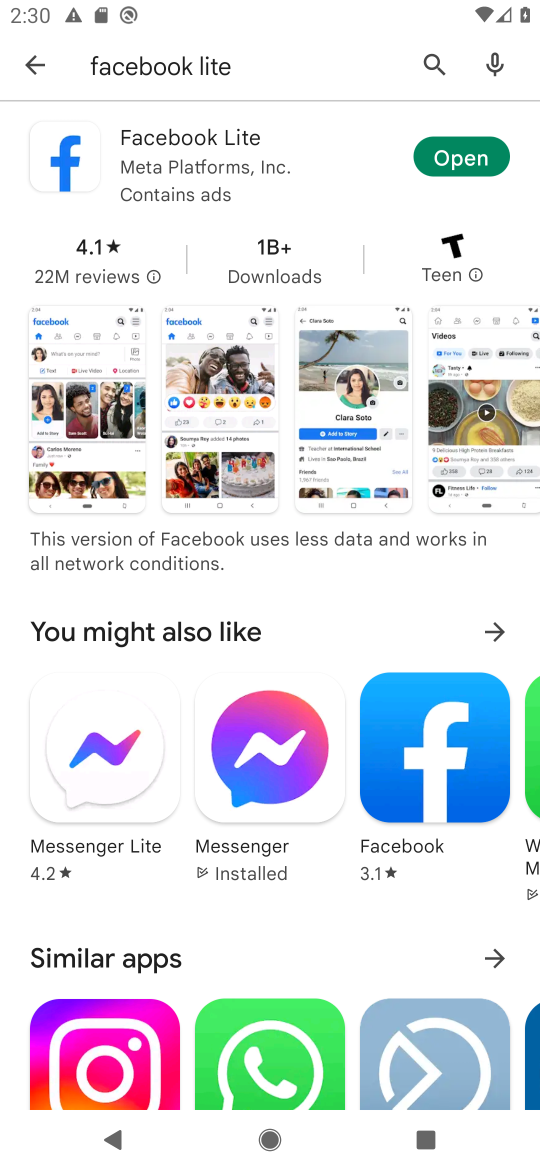 2:30
facebook lite
Facebook Lite
Meta Platforms, Inc.
Contains ads
Open
4.1★
22M reviews
1B+
Downloads
Teen
This version of Facebook uses less data and works in
all network conditions.
You might also like
Messenger Lite
4.2★
Messenger
Installed
Facebook
3.1★
W
M
Similar apps